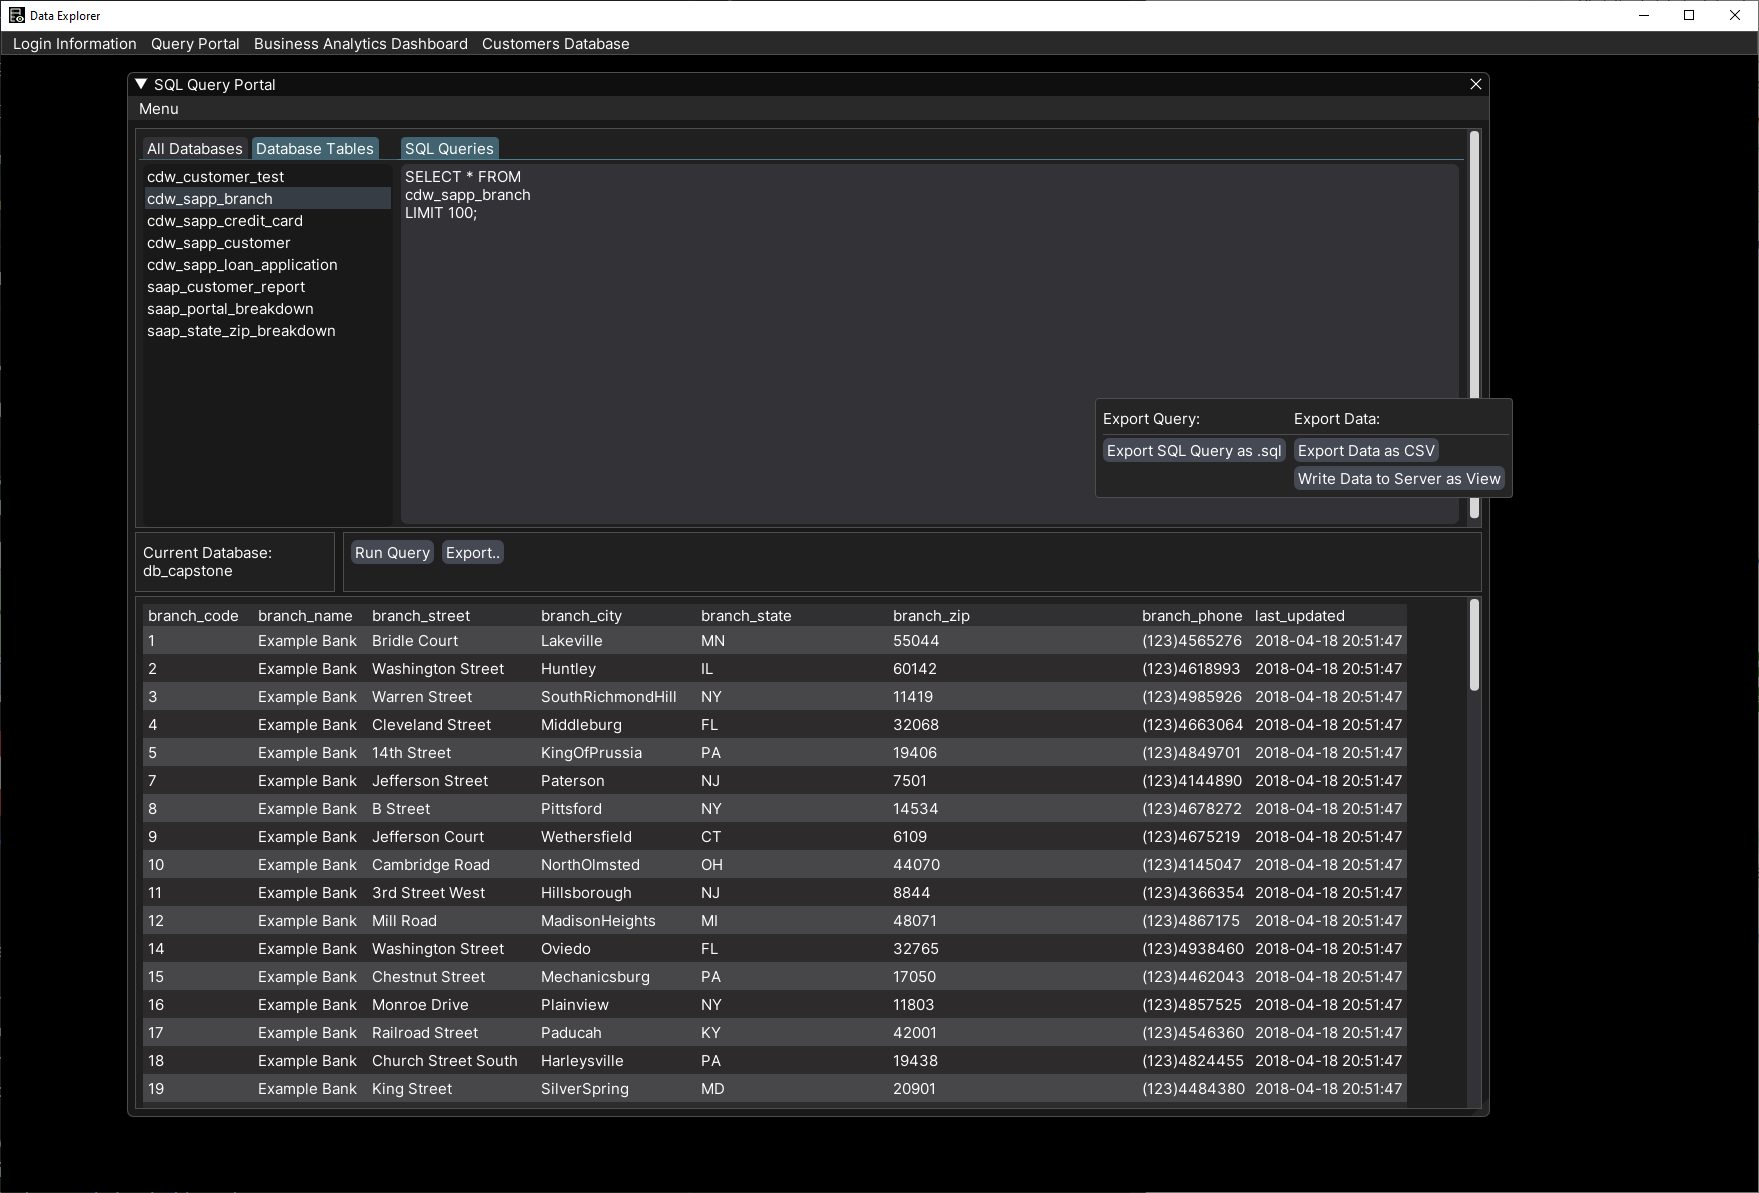 Data Explorer
Login Information Query Portal Business Analytics Dashboard Customers Database
SQL Query Portal
Menu
All Databases Database Tables SQL Queries
cdw_customer_test
cdw_sapp_branch
cdw_sapp_credit_card
cdw_sapp_customer
cdw_sapp_loan_application
saap_customer_report
saap_portal_breakdown
saap_state_zip_breakdown
SELECT * FROM
cdw_sapp_branch
LIMIT 100;
Export Query: Export Data:
Export SQL Query as .sql Export Data as CSV
Write Data to Server as View
Current Database:
db_capstone
Run Query Export..
branch_code branch_name branch_street branch_city branch_state branch_zip branch_phone last_updated
1 Example Bank Bridle Court Lakeville MN 55044 (123)4565276 2018-04-18 20:51:47
2 Example Bank Washington Street Huntley IL 60142 (123)4618993 2018-04-18 20:51:47
3 Example Bank Warren Street SouthRichmondHill NY 11419 (123)4985926 2018-04-18 20:51:47
4 Example Bank Cleveland Street Middleburg FL 32068 (123)4663064 2018-04-18 20:51:47
5 Example Bank 14th Street KingOfPrussia PA 19406 (123)4849701 2018-04-18 20:51:47
7 Example Bank Jefferson Street Paterson NJ 7501 (123)4144890 2018-04-18 20:51:47
8 Example Bank B Street Pittsford NY 14534 (123)4678272 2018-04-18 20:51:47
9 Example Bank Jefferson Court Wethersfield CT 6109 (123)4675219 2018-04-18 20:51:47
10 Example Bank Cambridge Road NorthOlmsted OH 44070 (123)4145047 2018-04-18 20:51:47
11 Example Bank 3rd Street West Hillsborough NJ 8844 (123)4366354 2018-04-18 20:51:47
12 Example Bank Mill Road MadisonHeights MI 48071 (123)4867175 2018-04-18 20:51:47
14 Example Bank Washington Street Oviedo FL 32765 (123)4938460 2018-04-18 20:51:47
15 Example Bank Chestnut Street Mechanicsburg PA 17050 (123)4462043 2018-04-18 20:51:47
16 Example Bank Monroe Drive Plainview NY 11803 (123)4857525 2018-04-18 20:51:47
17 Example Bank Railroad Street Paducah KY 42001 (123)4546360 2018-04-18 20:51:47
18 Example Bank Church Street South Harleysville PA 19438 (123)4824455 2018-04-18 20:51:47
19 Example Bank King Street SilverSpring MD 20901 (123)4484380 2018-04-18 20:51:47